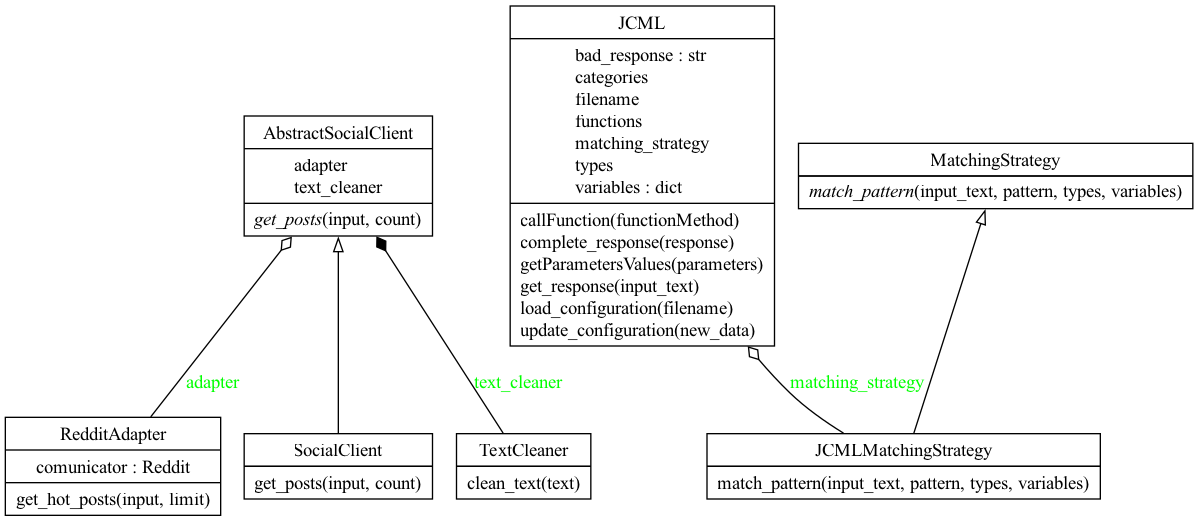 JCML
bad_response : str
categories
filename
functions
matching_strategy
types
variables : dict
callFunction(functionMethod)
complete_response(response)
getParametersValues(parameters)
get_response(input_text)
load_configuration(filename)
update_configuration(new_data)
AbstractSocialClient
adapter
text_cleaner
get_posts(input, count)
MatchingStrategy
match_pattern(input_text, pattern, types, variables)
adapter
text_cleaner
matching_strategy
RedditAdapter
comunicator : Reddit
get_hot_posts(input, limit)
SocialClient
get_posts(input, count)
TextCleaner
clean_text(text)
JCMLMatchingStrategy
match_pattern(input_text, pattern, types, variables)